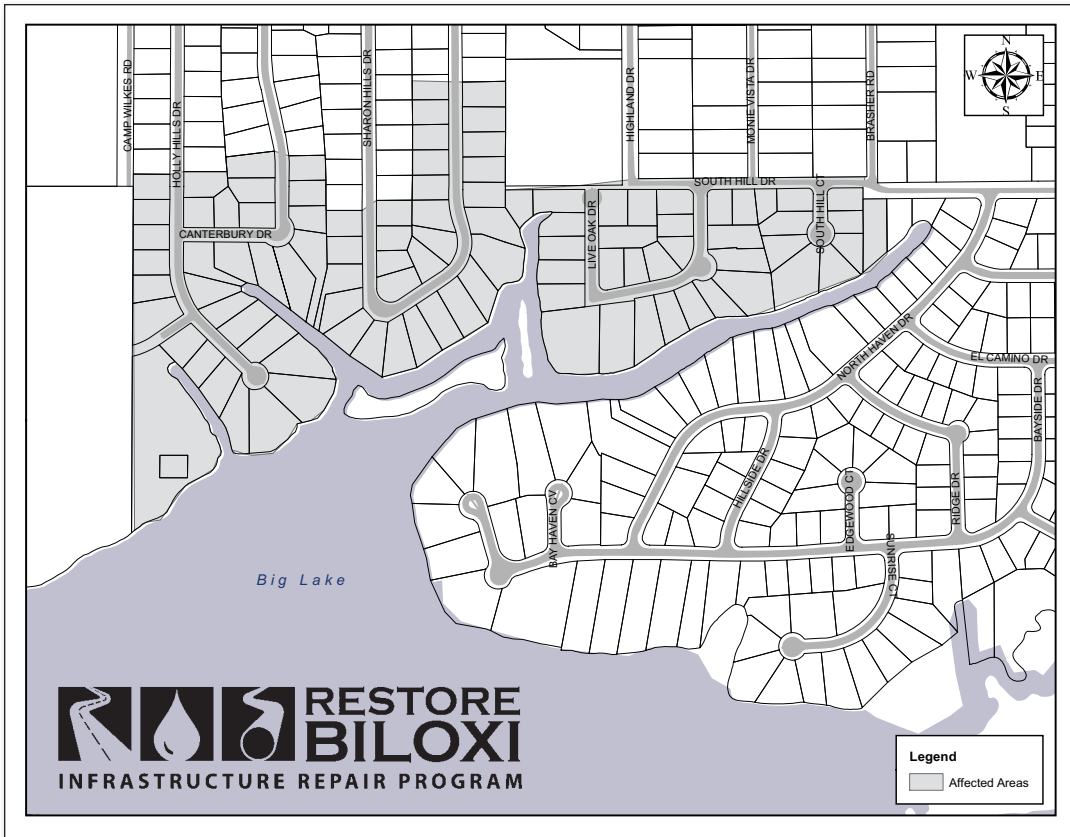 CAMP WILKES RD
HOLLY HILLS DR
SHARON HILLS DR
HIGHLAND DR
MONIE VISTA DR
BRASHER RD
N
W
E
S
SOUTH HILL DR
SOUTH HILL CT
LIVE OAK DR
CANTERBURY DR
NORTH HAVEN DR
EL CAMINO DR
BAYSIDE DR
HILLSIDE DR
EDGEWOOD CT
RIDGE DR
BAY HAVEN CV
SUNRISE CT
Big Lake
RESTORE
BILOXI
INFRASTRUCTURE REPAIR PROGRAM
Legend
Affected Areas